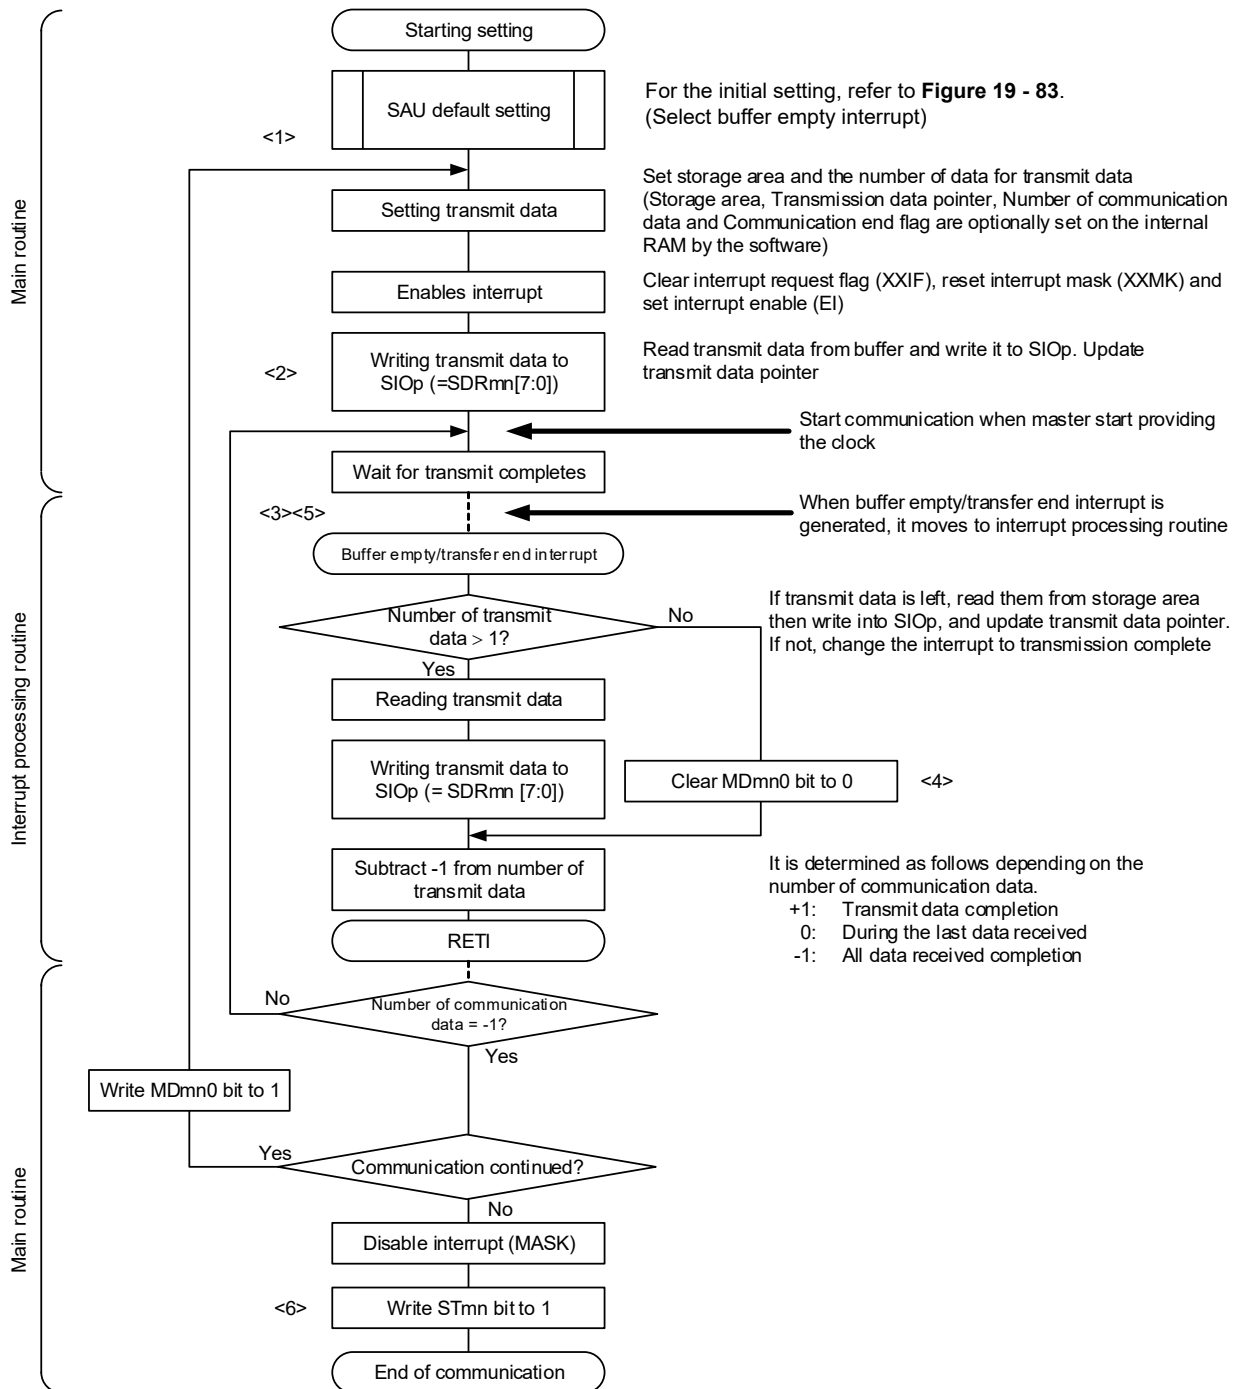 Starting setting
SAU default setting
For the initial setting, refer to Figure 19 - 83.
(Select buffer empty interrupt)
<1>
Main routine
Setting transmit data
Set storage area and the number of data for transmit data
(Storage area, Transmission data pointer, Number of communication
data and Communication end flag are optionally set on the internal
RAM by the software)
Enables interrupt
Clear interrupt request flag (XXIF), reset interrupt mask (XXMK) and
set interrupt enable (EI)
<2>
Writing transmit data to
SIOp (=SDRmn[7:0])
Read transmit data from buffer and write it to SIOp. Update
transmit data pointer
Start communication when master start providing
the clock
Wait for transmit completes
<3><5>
When buffer empty/transfer end interrupt is
generated, it moves to interrupt processing routine
Buffer empty/transfer end interrupt
Interrupt processing routine
Number of transmit
data > 1?
No
Yes
If transmit data is left, read them from storage area
then write into SIOp, and update transmit data pointer.
If not, change the interrupt to transmission complete
Reading transmit data
Writing transmit data to
SIOp (= SDRmn [7:0])
Clear MDmn0 bit to 0
<4>
Subtract -1 from number of
transmit data
It is determined as follows depending on the
number of communication data.
+1: Transmit data completion
0: During the last data received
-1: All data received completion
RETI
No
Number of communication
data = -1?
Yes
Write MDmn0 bit to 1
Main routine
Yes
Communication continued?
No
Disable interrupt (MASK)
<6>
Write STmn bit to 1
End of communication